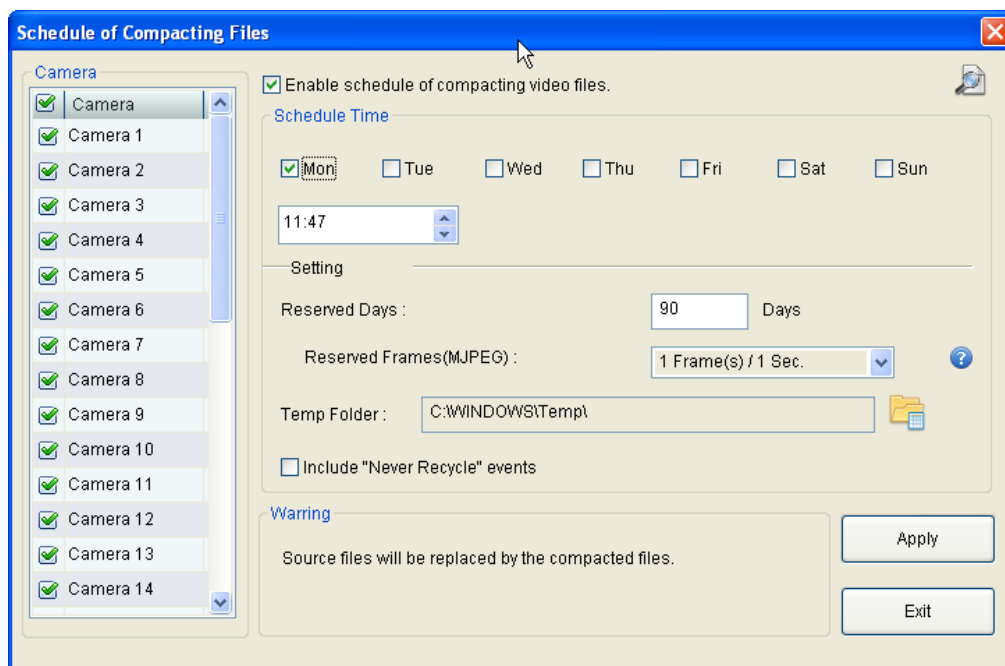 Schedule of Compacting Files
Camera
Camera
Camera 1
Camera 2
Camera 3
Camera 4
Camera 5
Camera 6
Camera 7
Camera 8
Camera 9
Camera 10
Camera 11
Camera 12
Camera 13
Camera 14
Enable schedule of compacting video files.
Schedule Time
Mon Tue Wed Thu Fri Sat Sun
11:47
Setting
Reserved Days : 90 Days
Reserved Frames(MJPEG) : 1 Frame(s) / 1 Sec. ?
Temp Folder : C:\WINDOWS\Temp\
Include "Never Recycle" events
Warring
Source files will be replaced by the compacted files.
Apply
Exit